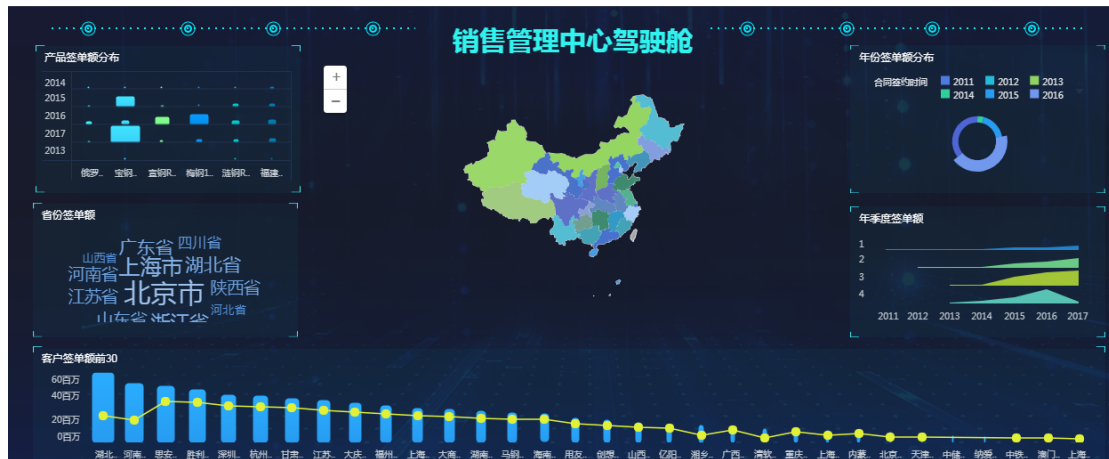 销售管理中心驾驶舱
产品签单额分布
2014
2015
2016
2017
2013
俄罗.. 宝钢.. 宣钢R.. 梅钢1.. 涟钢R.. 福建..
省份签单额
广东省 四川省
山西省
上海市 湖北省
河南省
北京市 陕西省
江苏省
河北省
山东省 浙江省
+
−
年份签单额分布
合同签约时间 2011 2012 2013
2014 2015 2016
年季度签单额
1
2
3
4
2011 2012 2013 2014 2015 2016 2017
客户签单额前30
60百万
40百万
20百万
0百万
湖北.. 河南.. 思安.. 胜利.. 深圳.. 杭州.. 甘肃.. 江苏.. 大庆.. 福州.. 上海.. 大商.. 湖南.. 马钢.. 海南.. 用友.. 创想.. 山西.. 亿阳.. 湘乡.. 广西.. 清软.. 重庆.. 上海.. 内蒙.. 北京.. 天津.. 中储.. 纳爱.. 中铁.. 澳门.. 上海..